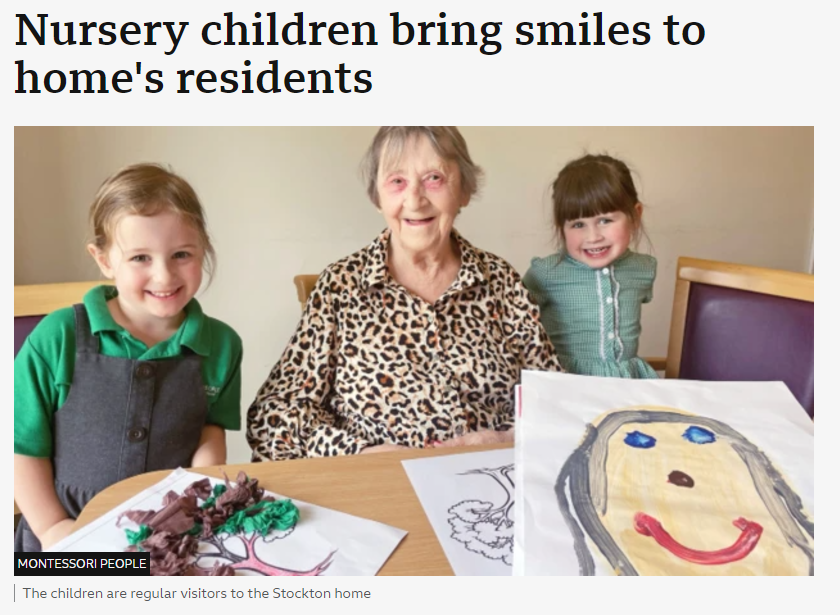 Nursery children bring smiles to
home's residents
MONTESSORI PEOPLE
The children are regular visitors to the Stockton home